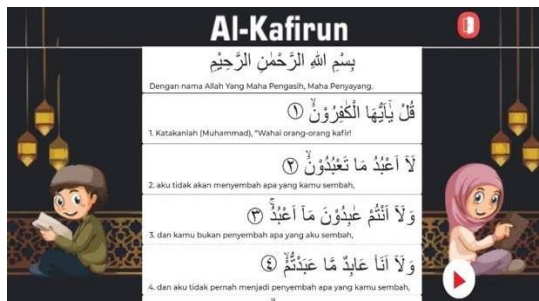 Al-Kafirun
بِسْمِ اللّٰهِ الرَّحْمٰنِ الرَّحِيْمِ
Dengan nama Allah Yang Maha Pengasih, Maha Penyayang.
قُلْ يٰٓاَيُّهَا الْكٰفِرُوْنَۙ ١
1. Katakanlah (Muhammad), "Wahai orang-orang kafir!
لَآ اَعْبُدُ مَا تَعْبُدُوْنَۙ ٢
2. aku tidak akan menyembah apa yang kamu sembah,
وَلَآ اَنْتُمْ عٰبِدُوْنَ مَآ اَعْبُدُۚ ٣
3. dan kamu bukan penyembah apa yang aku sembah,
وَلَآ اَنَا۠ عَابِدٌ مَّا عَبَدْتُّمْۙ ٤
4. dan aku tidak pernah menjadi penyembah apa yang kamu sembah,